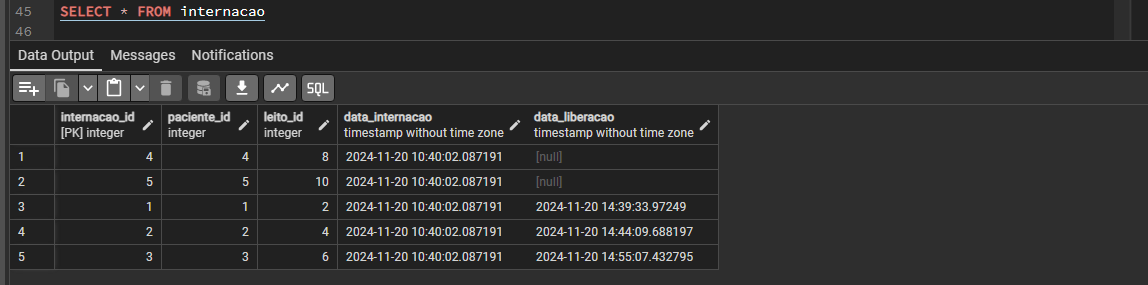 45 SELECT * FROM internacao
46
Data Output Messages Notifications
SQL
internacao_id paciente_id leito_id data_internacao data_liberacao
[PK] integer integer integer timestamp without time zone timestamp without time zone
1 4 4 8 2024-11-20 10:40:02.087191 [null]
2 5 5 10 2024-11-20 10:40:02.087191 [null]
3 1 1 2 2024-11-20 10:40:02.087191 2024-11-20 14:39:33.97249
4 2 2 4 2024-11-20 10:40:02.087191 2024-11-20 14:44:09.688197
5 3 3 6 2024-11-20 10:40:02.087191 2024-11-20 14:55:07.432795